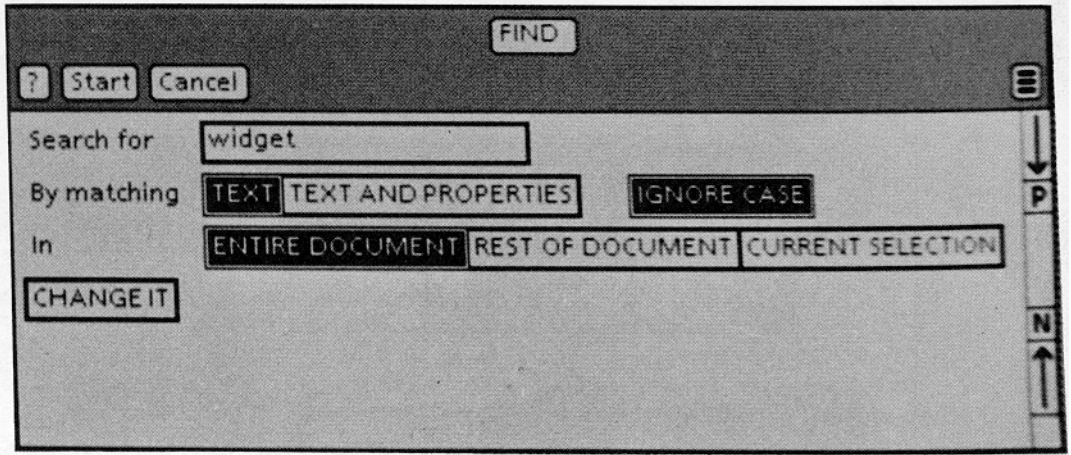 FIND
? Start Cancel
Search for widget
By matching TEXT TEXT AND PROPERTIES IGNORE CASE
P
In ENTIRE DOCUMENT REST OF DOCUMENT CURRENT SELECTION
CHANGE IT
N